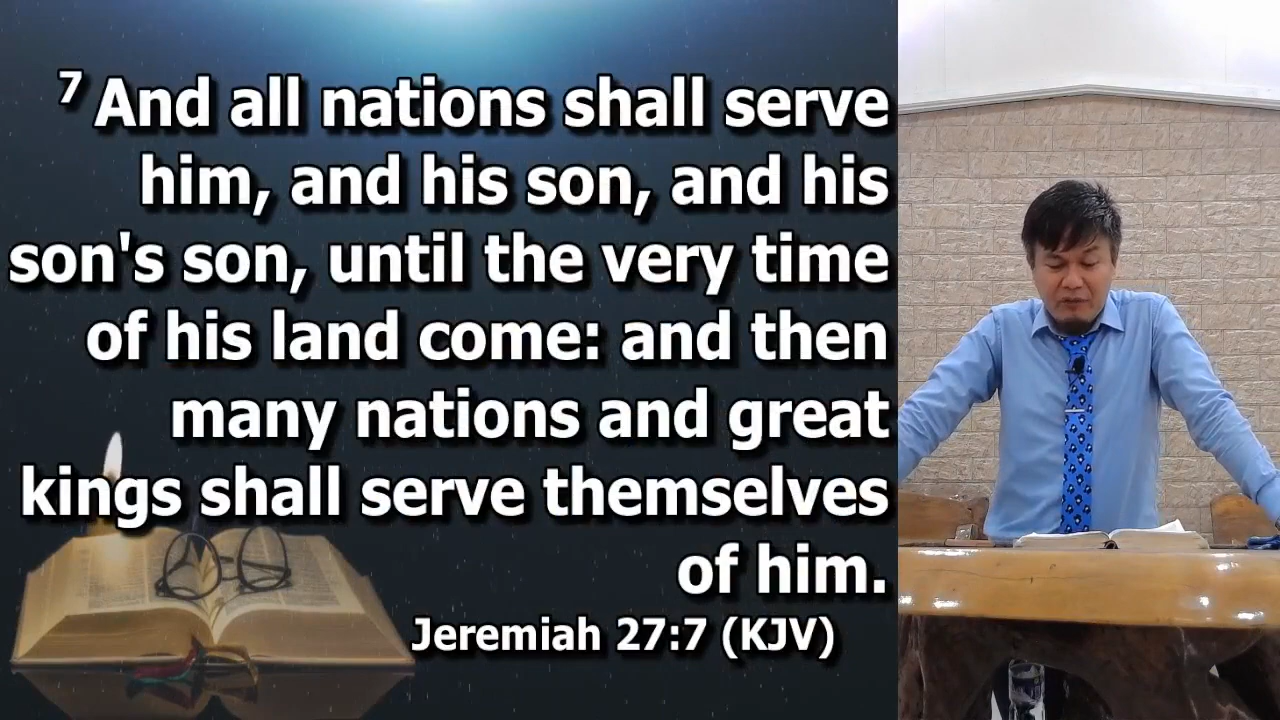 7 And all nations shall serve
him, and his son, and his
son's son, until the very time
of his land come: and then
many nations and great
kings shall serve themselves
of him.
Jeremiah 27:7 (KJV)